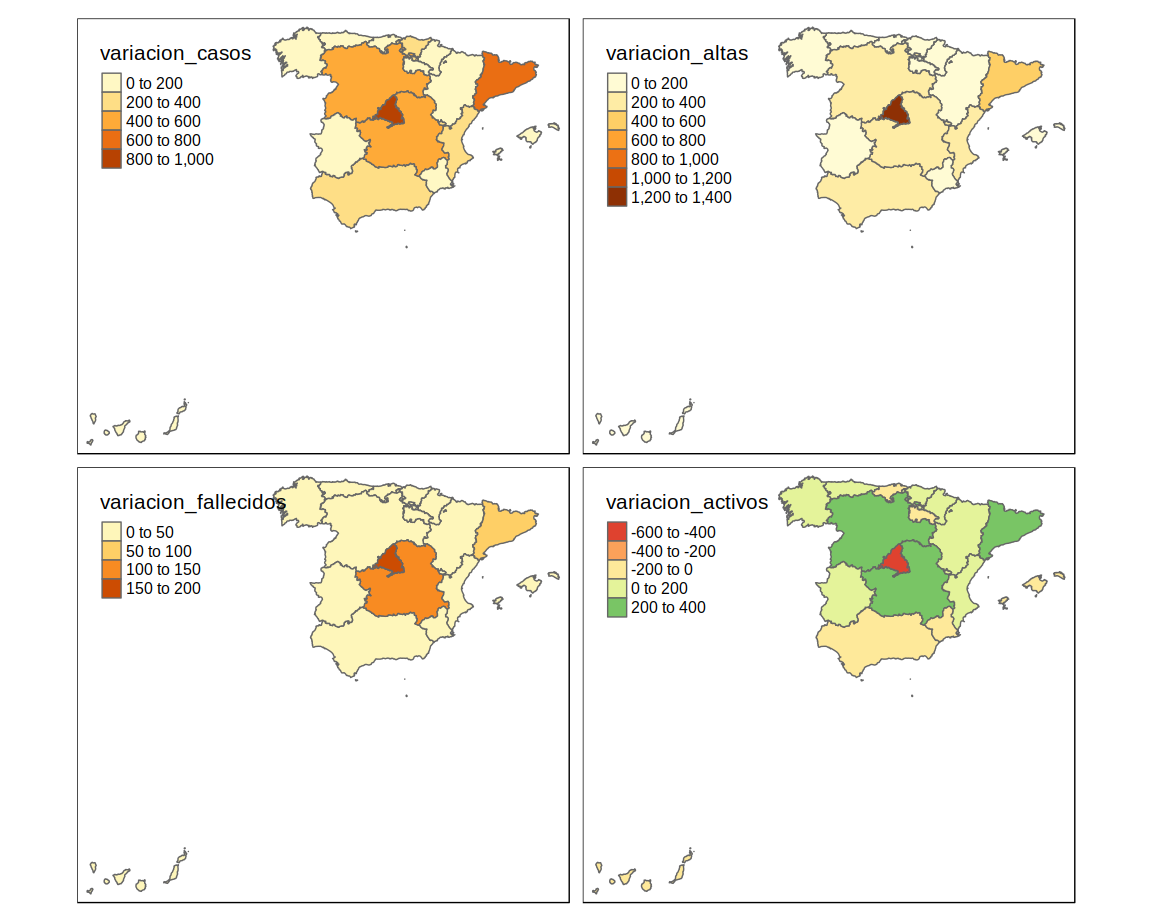 variacion_casos
0 to 200
200 to 400
400 to 600
600 to 800
800 to 1,000
variacion_altas
0 to 200
200 to 400
400 to 600
600 to 800
800 to 1,000
1,000 to 1,200
1,200 to 1,400
variacion_fallecidos
0 to 50
50 to 100
100 to 150
150 to 200
variacion_activos
-600 to -400
-400 to -200
-200 to 0
0 to 200
200 to 400